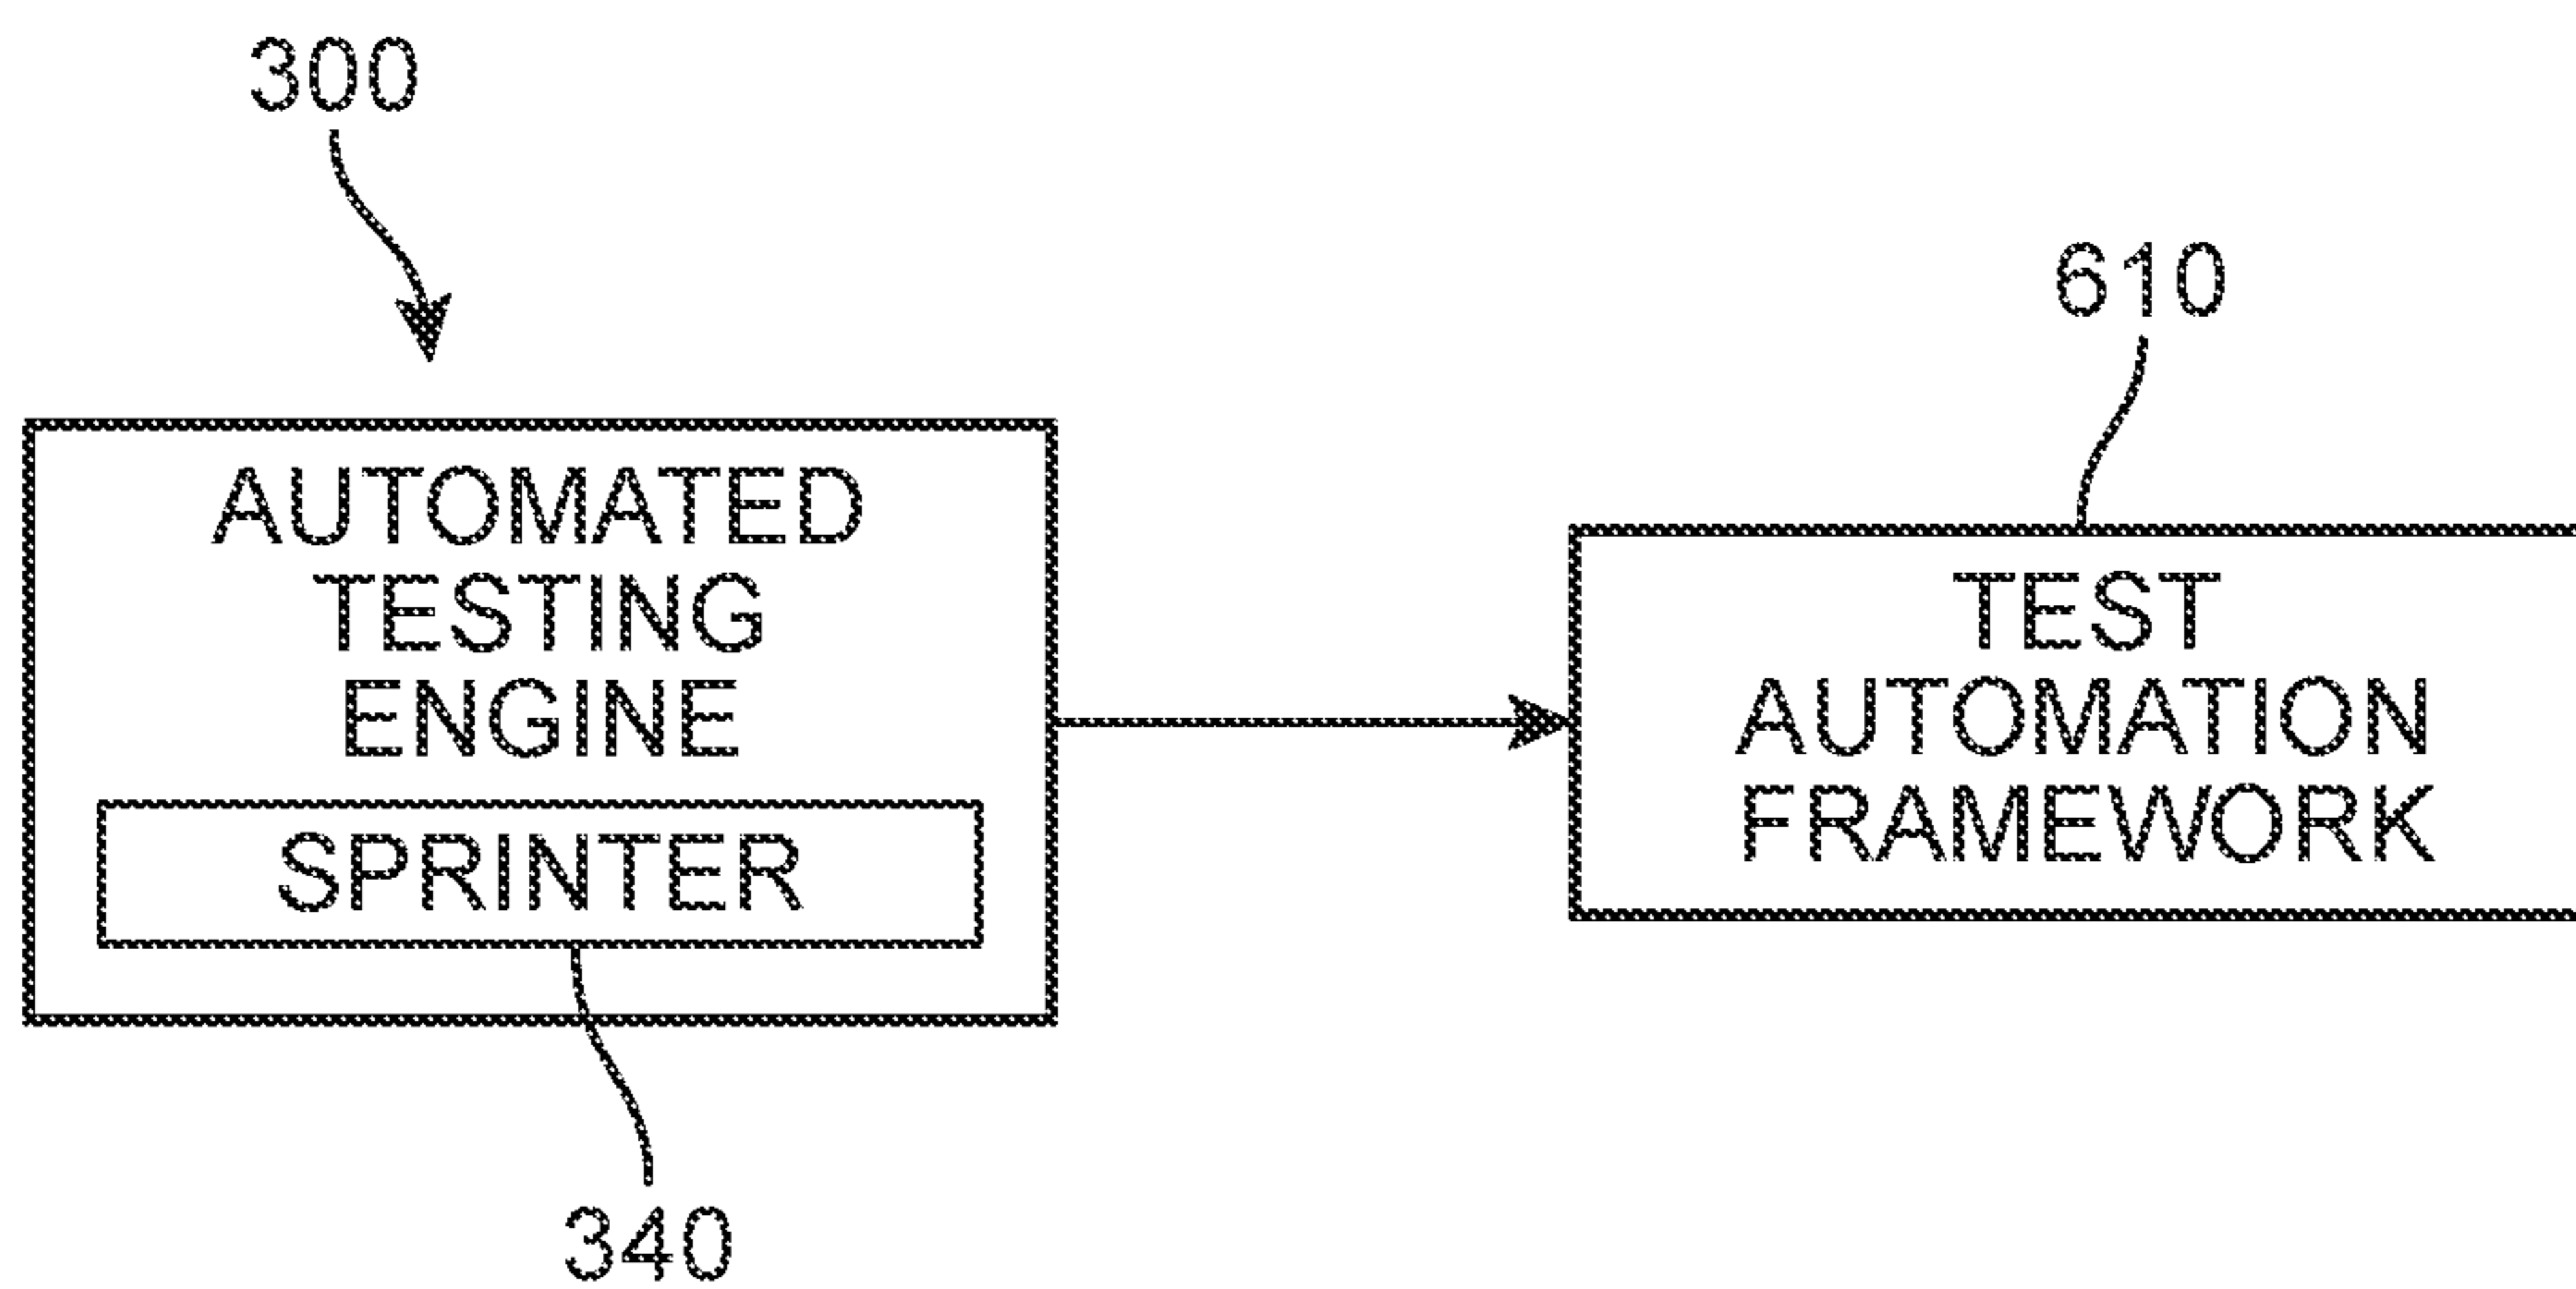 300
610
AUTOMATED
TESTING
ENGINE
SPRINTER
TEST
AUTOMATION
FRAMEWORK
340